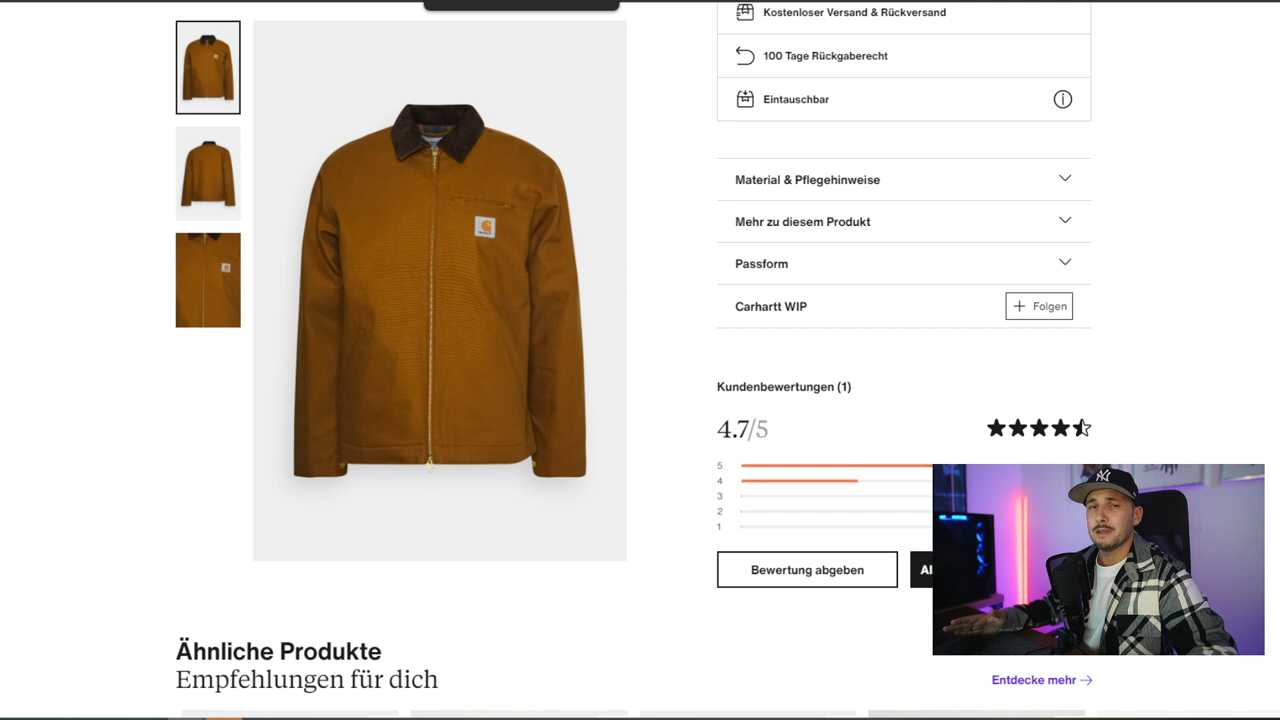 Kostenloser Versand & Rückversand
100 Tage Rückgaberecht
Eintauschbar
Material & Pflegehinweise
Mehr zu diesem Produkt
Passform
Carhartt WIP
Folgen
Kundenbewertungen (1)
4.7/5
5
4
3
2
1
Bewertung abgeben
Al
Ähnliche Produkte
Empfehlungen für dich
Entdecke mehr